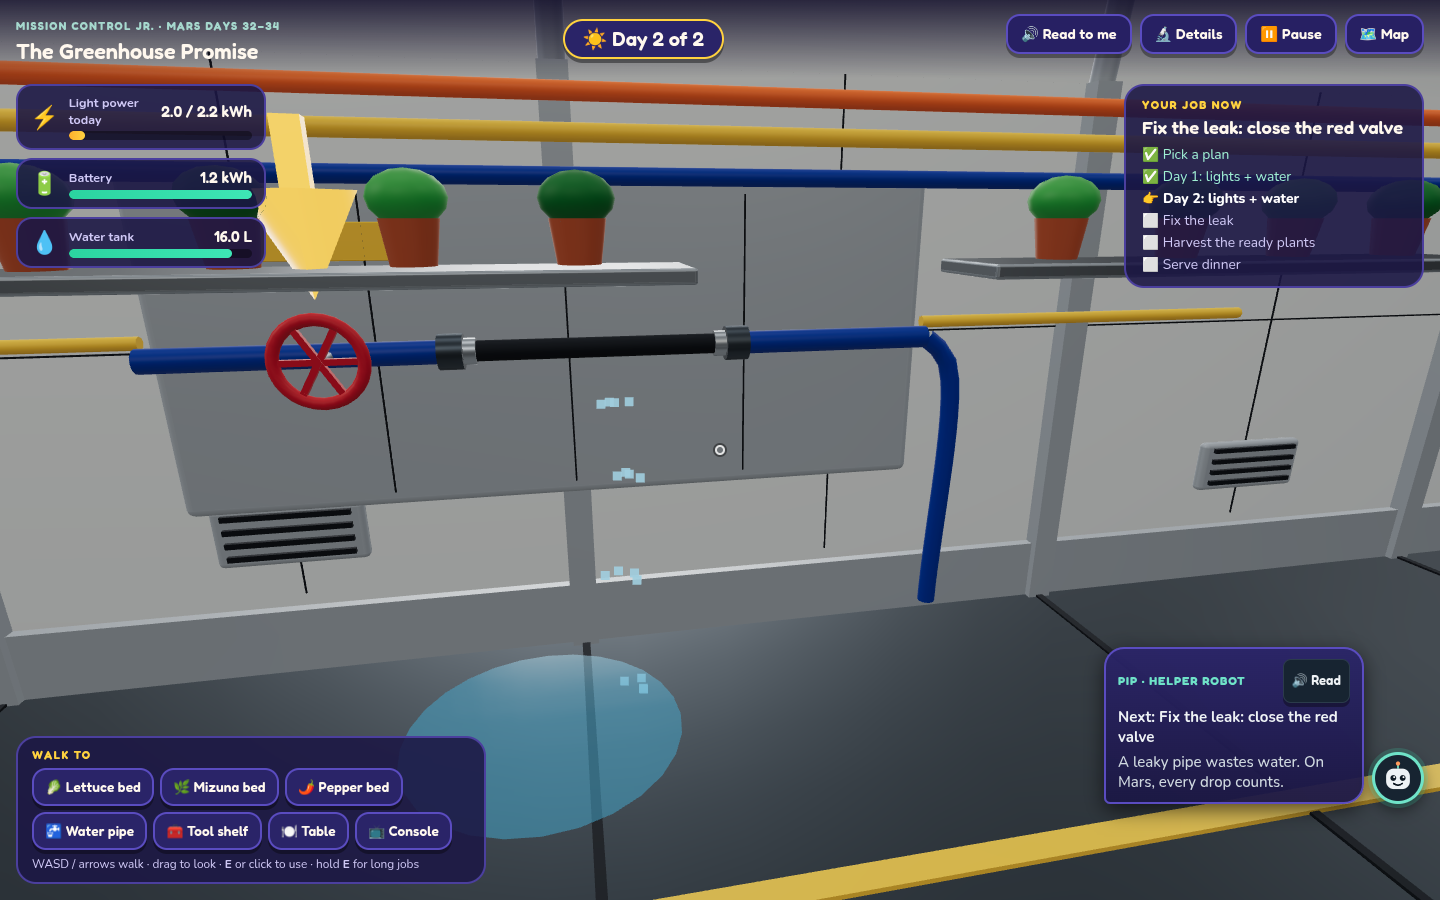 MISSION CONTROL JR. · MARS DAYS 32–34
The Greenhouse Promise
☀️ Day 2 of 2
🔊 Read to me
🔬 Details
⏸️ Pause
🗺️ Map
⚡ Light power today 2.0 / 2.2 kWh
🔋 Battery 1.2 kWh
💧 Water tank 16.0 L
YOUR JOB NOW
Fix the leak: close the red valve
✅ Pick a plan
✅ Day 1: lights + water
👉 Day 2: lights + water
⬜ Fix the leak
⬜ Harvest the ready plants
⬜ Serve dinner
PIP · HELPER ROBOT
🔊 Read
Next: Fix the leak: close the red
valve
A leaky pipe wastes water. On
Mars, every drop counts.
WALK TO
🥬 Lettuce bed 🌿 Mizuna bed 🌶️ Pepper bed
🚰 Water pipe 🧰 Tool shelf 🍽️ Table 📺 Console
WASD / arrows walk · drag to look · E or click to use · hold E for long jobs